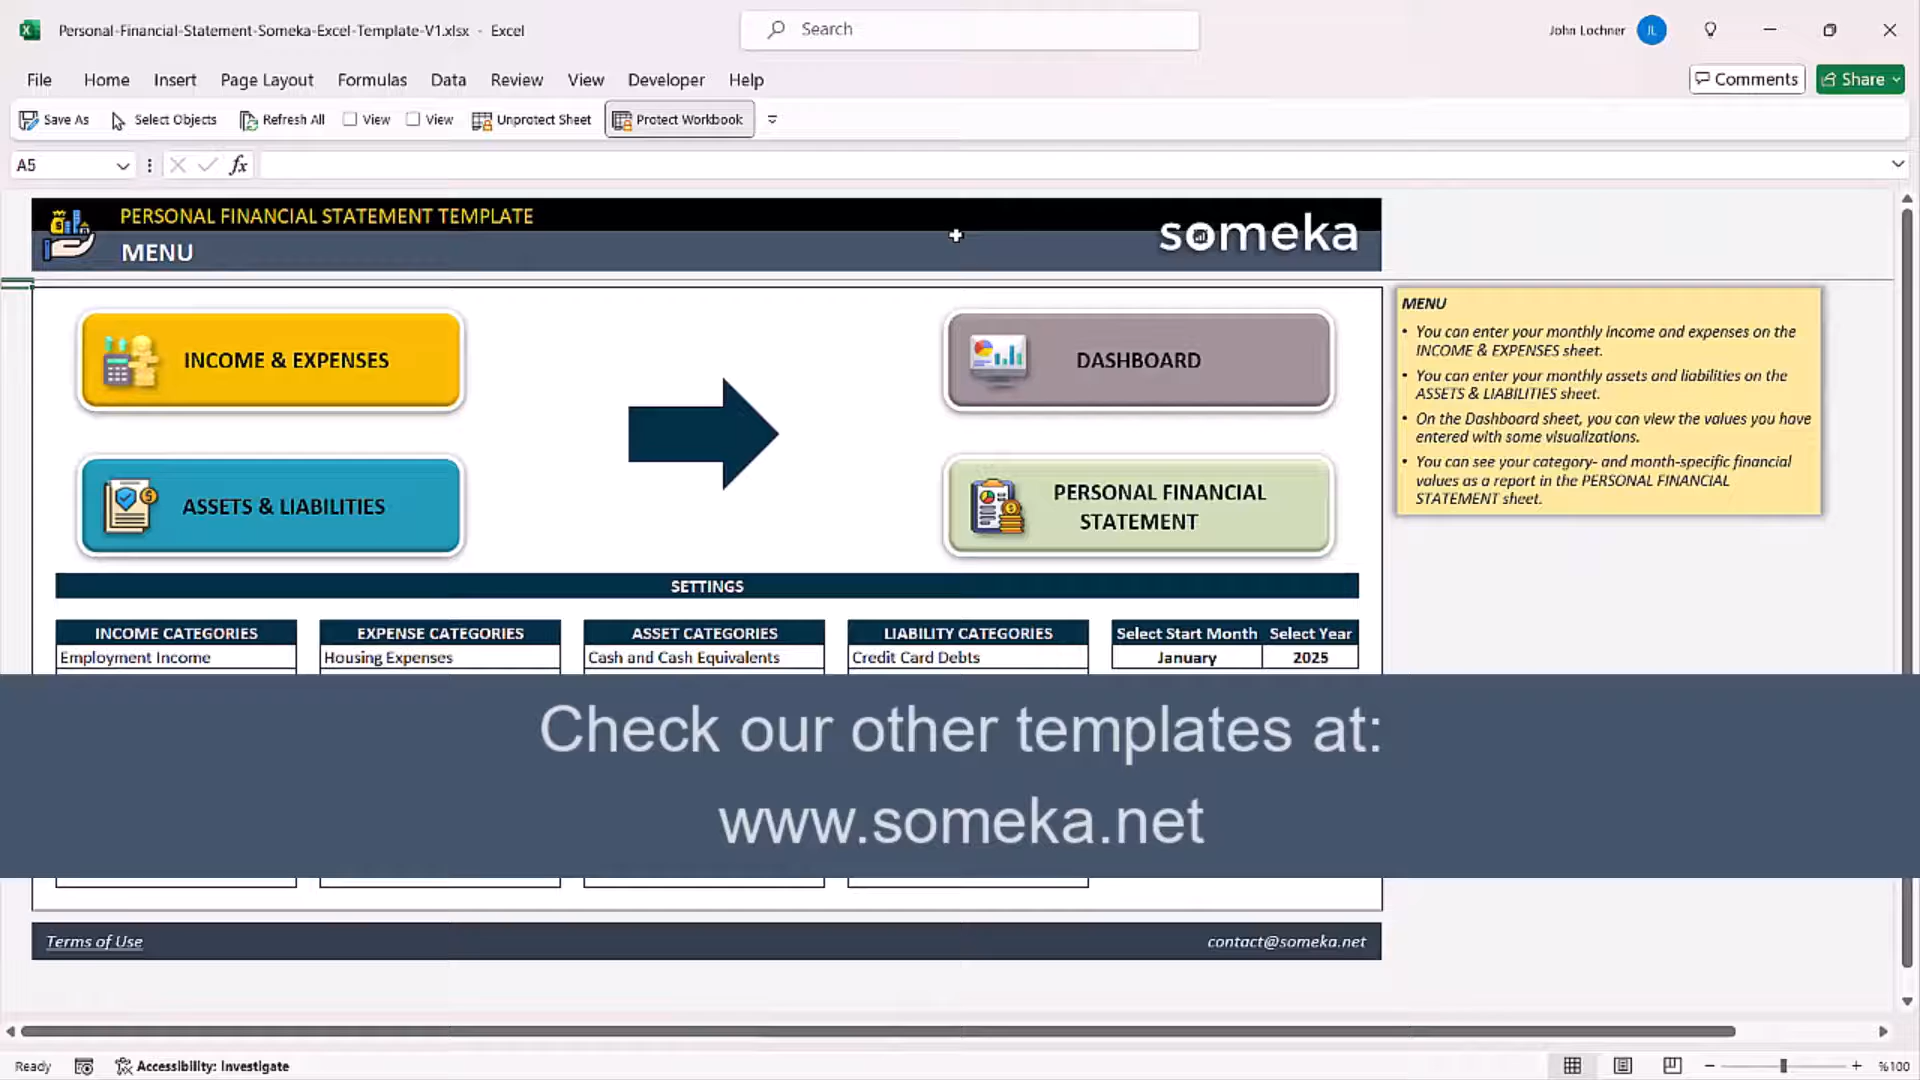 Personal-Financial-Statement-Someka-Excel-Template-V1.xlsx - Excel
Search
John Lochner JL
File Home Insert Page Layout Formulas Data Review View Developer Help
Comments Share
Save As Select Objects Refresh All View View Unprotect Sheet Protect Workbook
A5 fx
PERSONAL FINANCIAL STATEMENT TEMPLATE
MENU
someka
INCOME & EXPENSES
DASHBOARD
ASSETS & LIABILITIES
PERSONAL FINANCIAL
STATEMENT
MENU
• You can enter your monthly income and expenses on the
INCOME & EXPENSES sheet.
• You can enter your monthly assets and liabilities on the
ASSETS & LIABILITIES sheet.
• On the Dashboard sheet, you can view the values you have
entered with some visualizations.
• You can see your category- and month-specific financial
values as a report in the PERSONAL FINANCIAL
STATEMENT sheet.
SETTINGS
INCOME CATEGORIES EXPENSE CATEGORIES ASSET CATEGORIES LIABILITY CATEGORIES Select Start Month Select Year
Employment Income Housing Expenses Cash and Cash Equivalents Credit Card Debts January 2025
Check our other templates at:
www.someka.net
Terms of Use
contact@someka.net
Ready Accessibility: Investigate %100